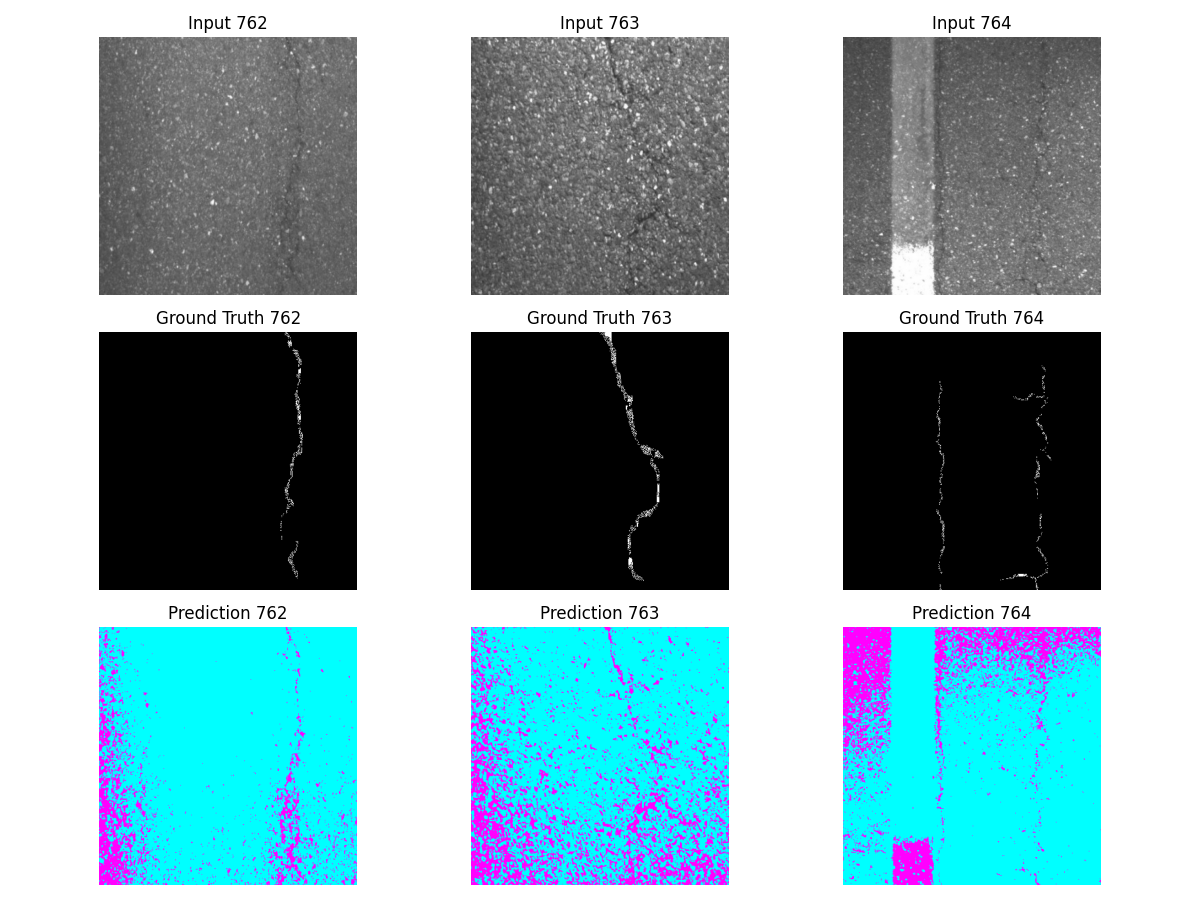 Input 762
Input 763
Input 764
Ground Truth 762
Ground Truth 763
Ground Truth 764
Prediction 762
Prediction 763
Prediction 764